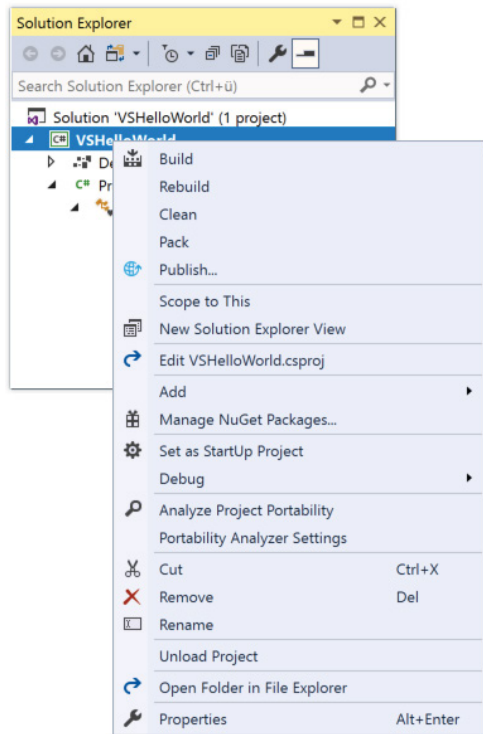 Solution Explorer
Search Solution Explorer (Ctrl+ü)
Solution 'VSHelloWorld' (1 project)
C# VSHelloWorld
De
C# Pr
Build
Rebuild
Clean
Pack
Publish...
Scope to This
New Solution Explorer View
Edit VSHelloWorld.csproj
Add
Manage NuGet Packages...
Set as StartUp Project
Debug
Analyze Project Portability
Portability Analyzer Settings
Cut Ctrl+X
Remove Del
Rename
Unload Project
Open Folder in File Explorer
Properties Alt+Enter